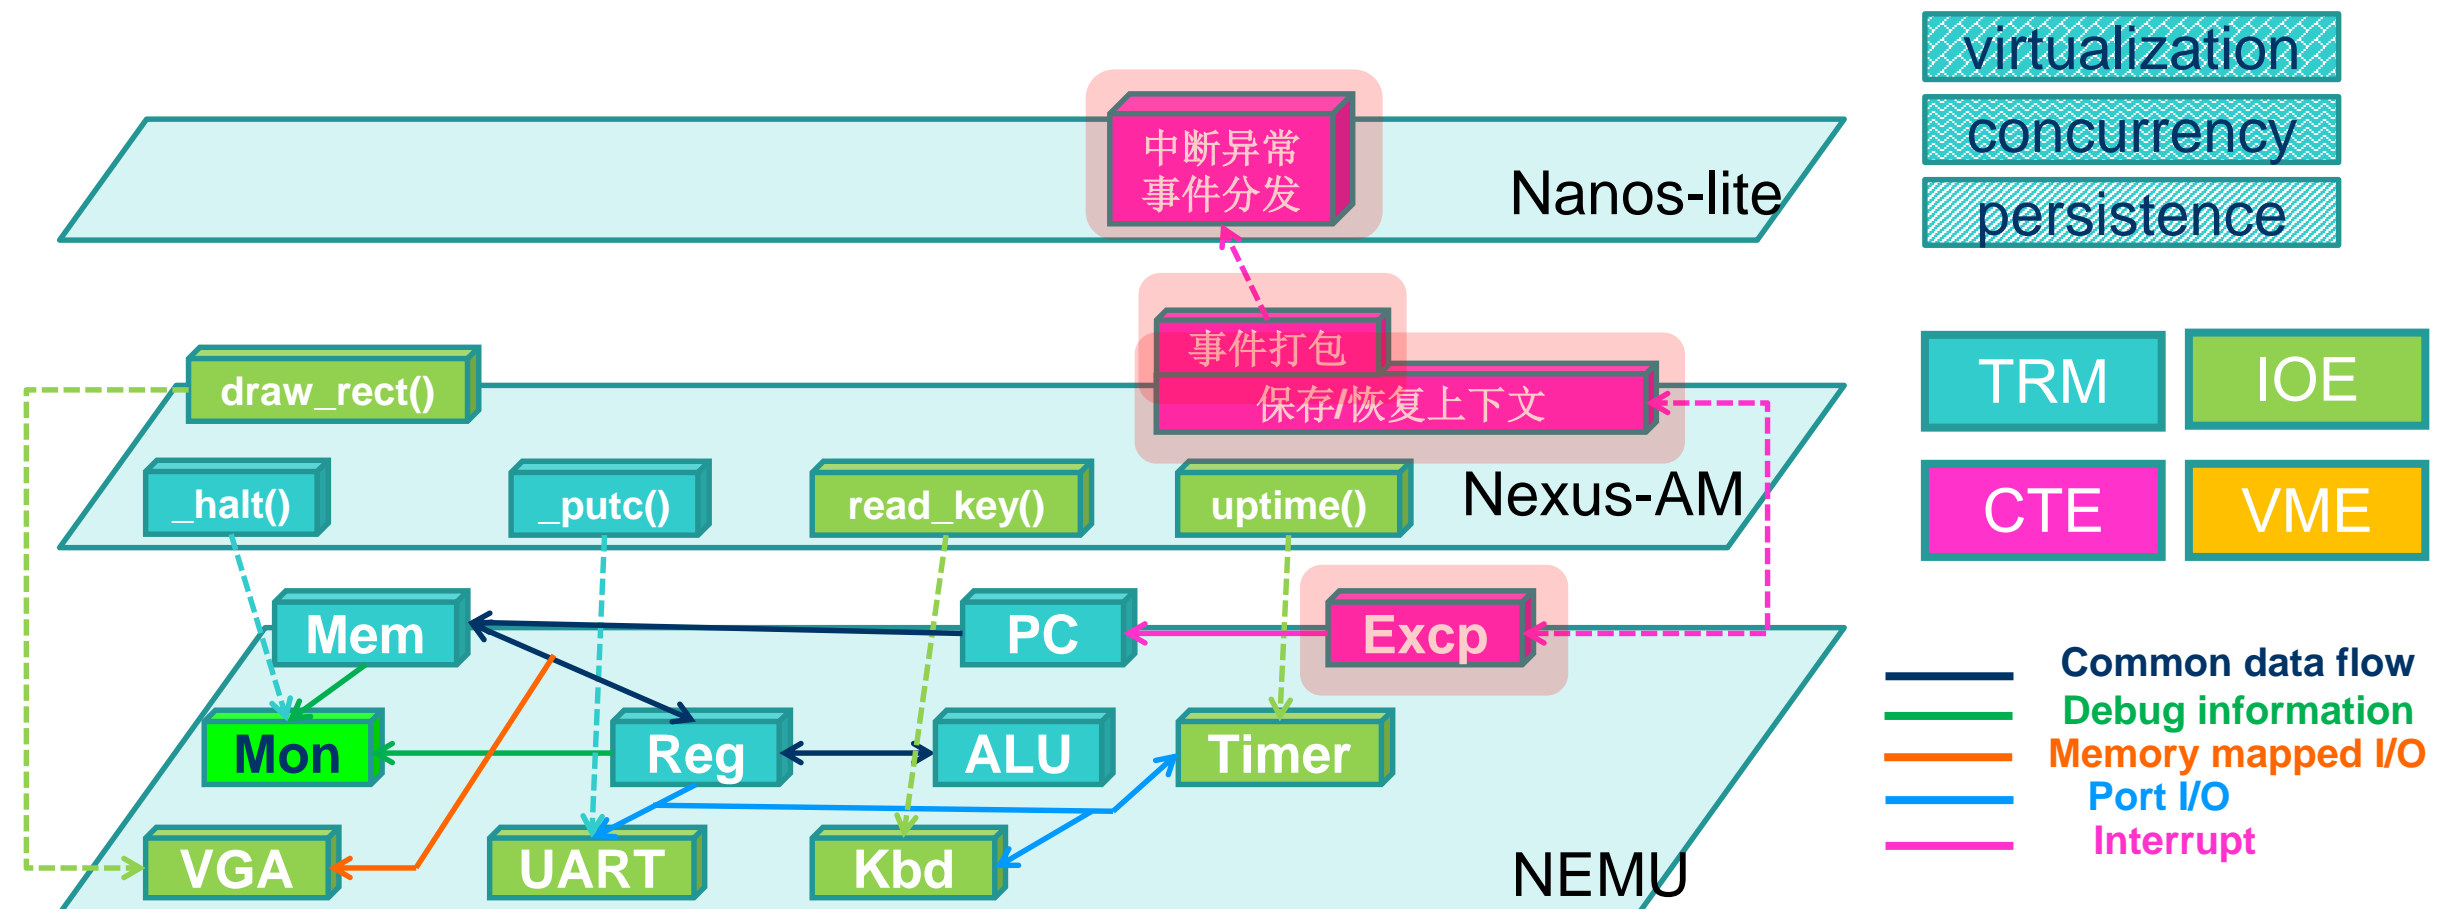 virtualization
concurrency
persistence
中断异常
事件分发
Nanos-lite
事件打包
保存/恢复上下文
draw_rect()
_halt()
_putc()
read_key()
uptime()
Nexus-AM
TRM
IOE
CTE
VME
Mem
PC
Excp
Mon
Reg
ALU
Timer
VGA
UART
Kbd
NEMU
Common data flow
Debug information
Memory mapped I/O
Port I/O
Interrupt